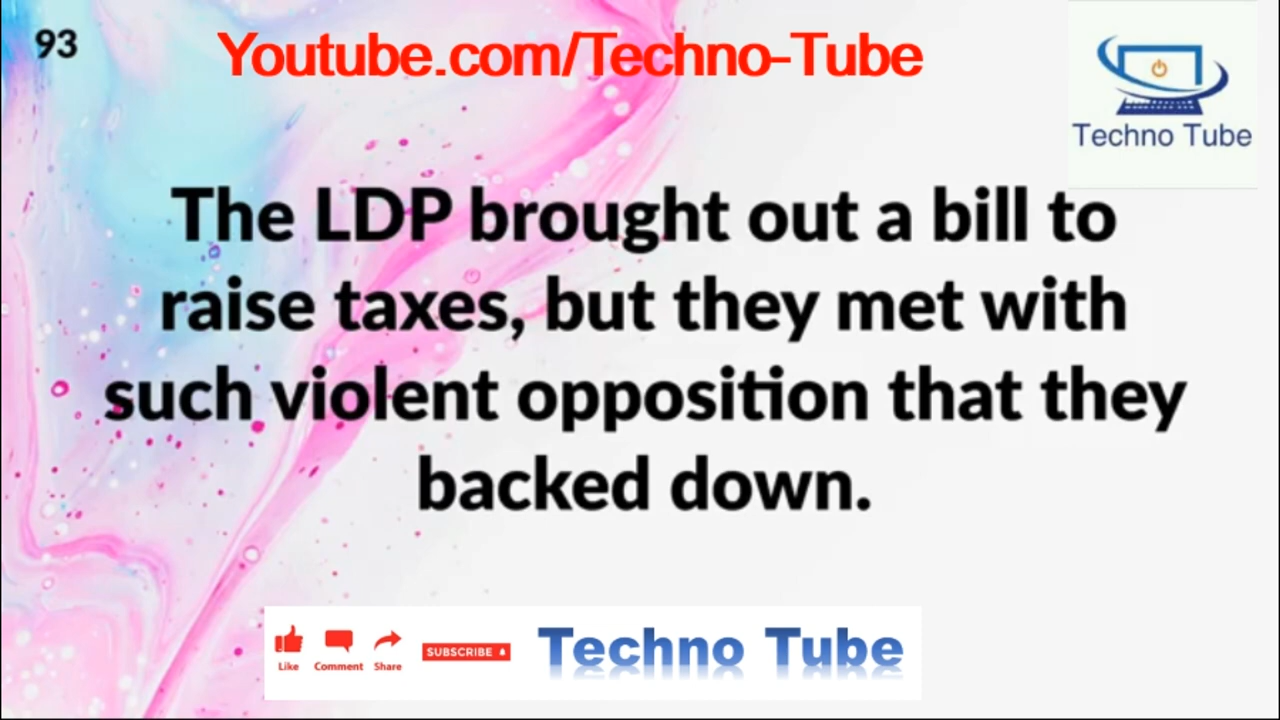 93
Youtube.com/Techno-Tube
Techno Tube
The LDP brought out a bill to
raise taxes, but they met with
such violent opposition that they
backed down.
Like Comment Share SUBSCRIBE Techno Tube